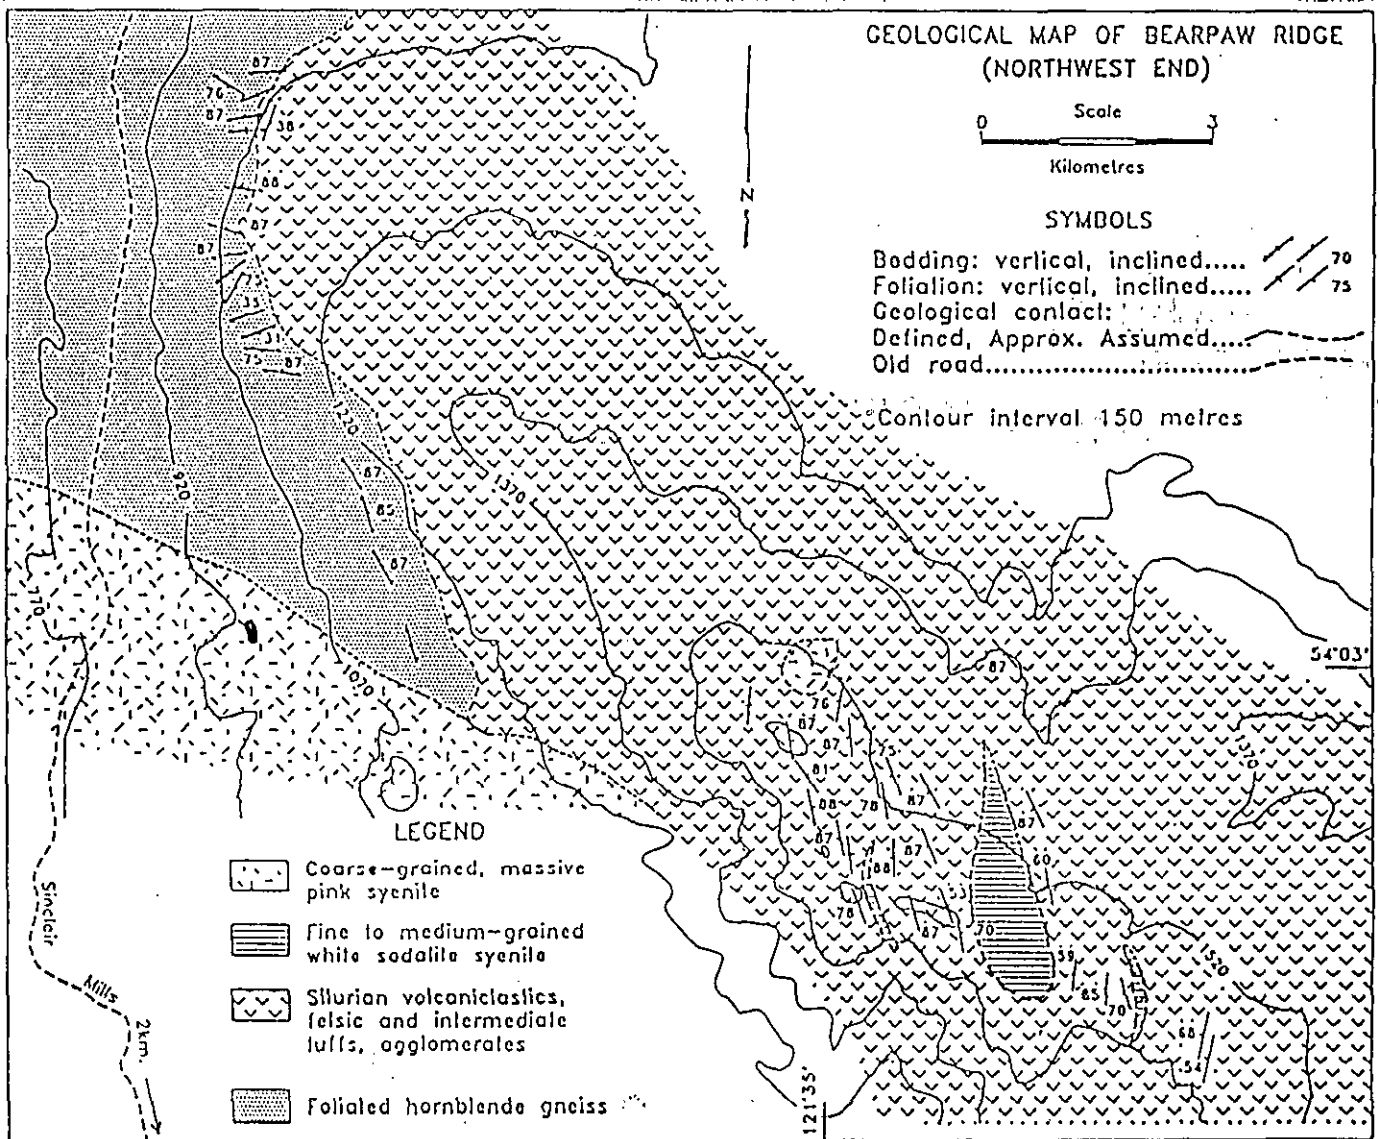 GEOLOGICAL MAP OF BEARPAW RIDGE
(NORTHWEST END)
Scale
0 3
Kilometres
N
SYMBOLS
Bedding: vertical, inclined..... 70
Foliation: vertical, inclined..... 75
Geological contact:
Defined, Approx. Assumed....
Old road..............................
Contour interval 150 metres
87
76
87
38
88
87
87
75
35
31
75 87
1220
87
85
87
920
1370
770
1070
54°03'
87
76
87
87
75
81
88
78
87
87
87
88
87
60
53
78
87
70
59
85
70
1370
1520
68
54
121°35'
Sinclair
Mills
2km.
LEGEND
Coarse-grained, massive
pink syenite
Fine to medium-grained
white sodalite syenite
Silurian volcaniclastics,
felsic and intermediate
tuffs, agglomerates
Foliated hornblende gneiss